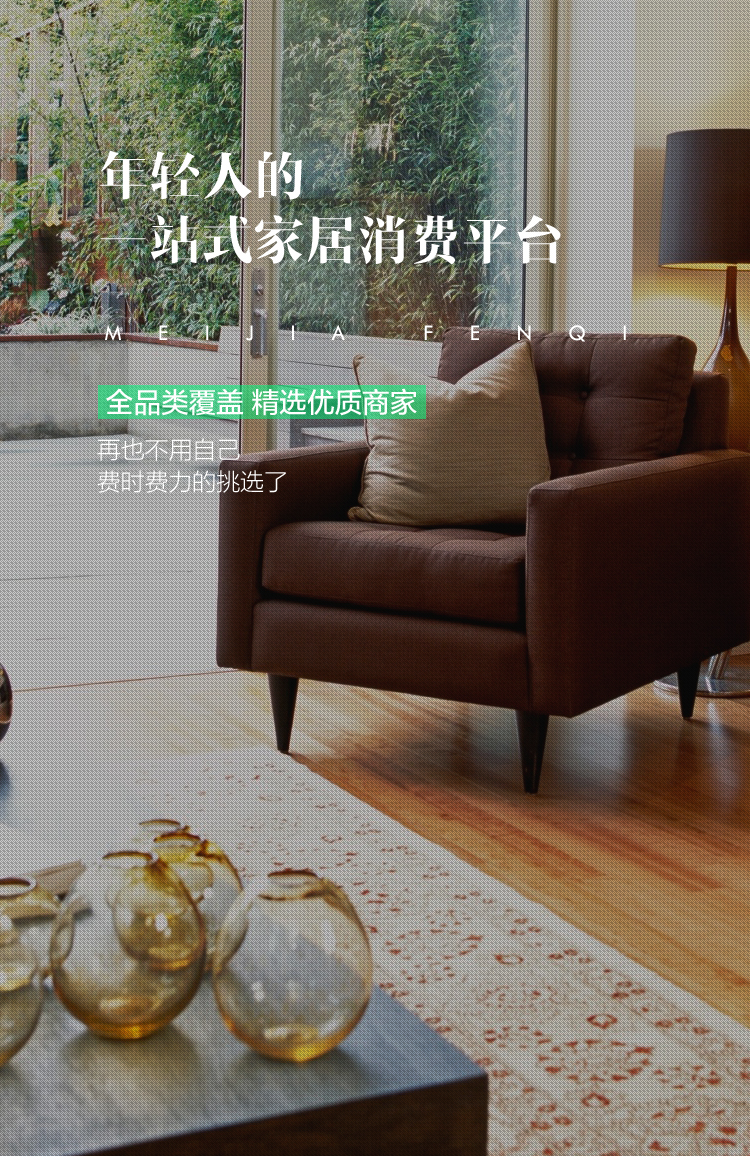 年轻人的
一站式家居消费平台
MEIJIA FENQI
全品类覆盖 精选优质商家
再也不用自己
费时费力的挑选了